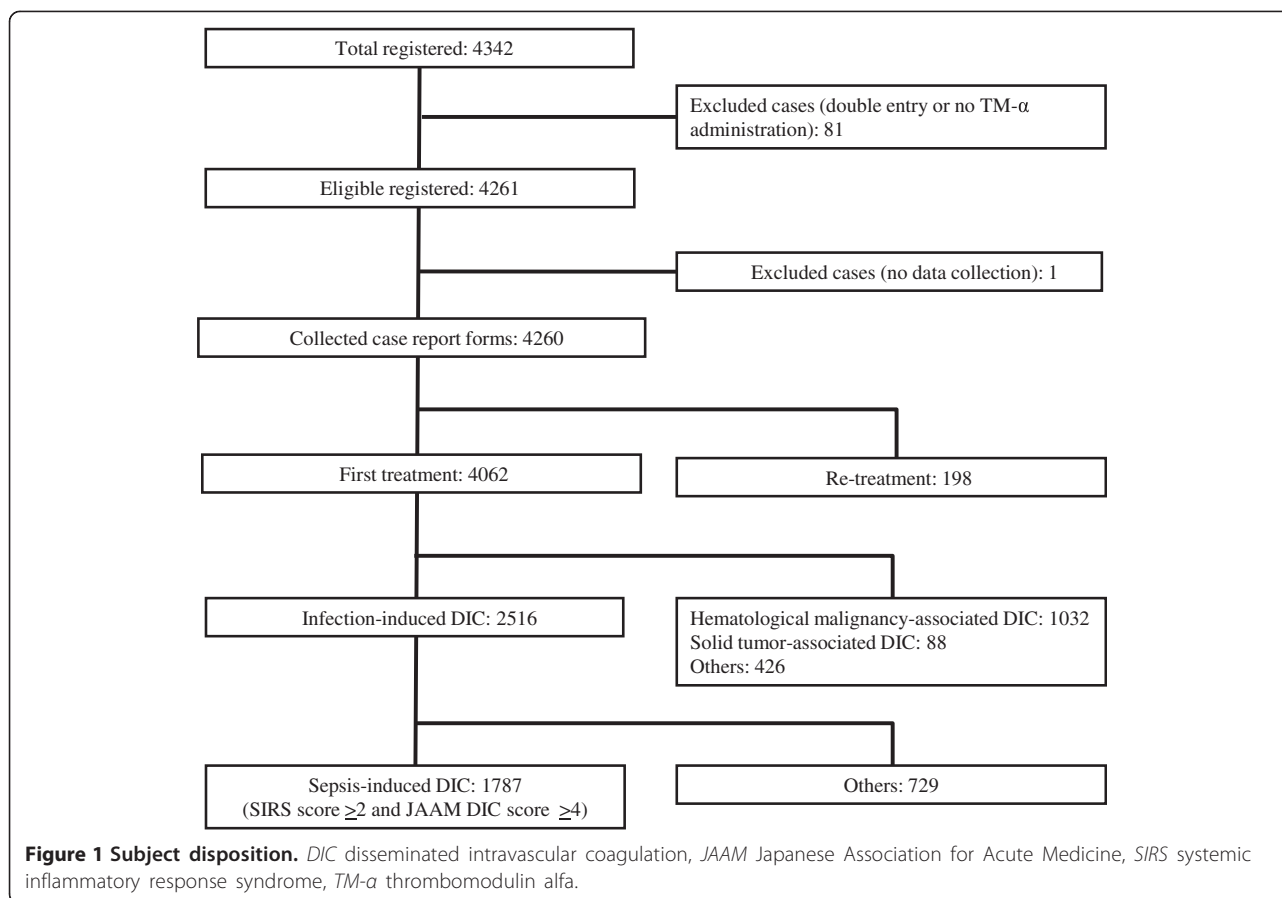 Total registered: 4342
Excluded cases (double entry or no TM-α
administration): 81
Eligible registered: 4261
Excluded cases (no data collection): 1
Collected case report forms: 4260
First treatment: 4062
Re-treatment: 198
Infection-induced DIC: 2516
Hematological malignancy-associated DIC: 1032
Solid tumor-associated DIC: 88
Others: 426
Sepsis-induced DIC: 1787
(SIRS score ≥2 and JAAM DIC score ≥4)
Others: 729
Figure 1 Subject disposition. DIC disseminated intravascular coagulation, JAAM Japanese Association for Acute Medicine, SIRS systemic
inflammatory response syndrome, TM-α thrombomodulin alfa.